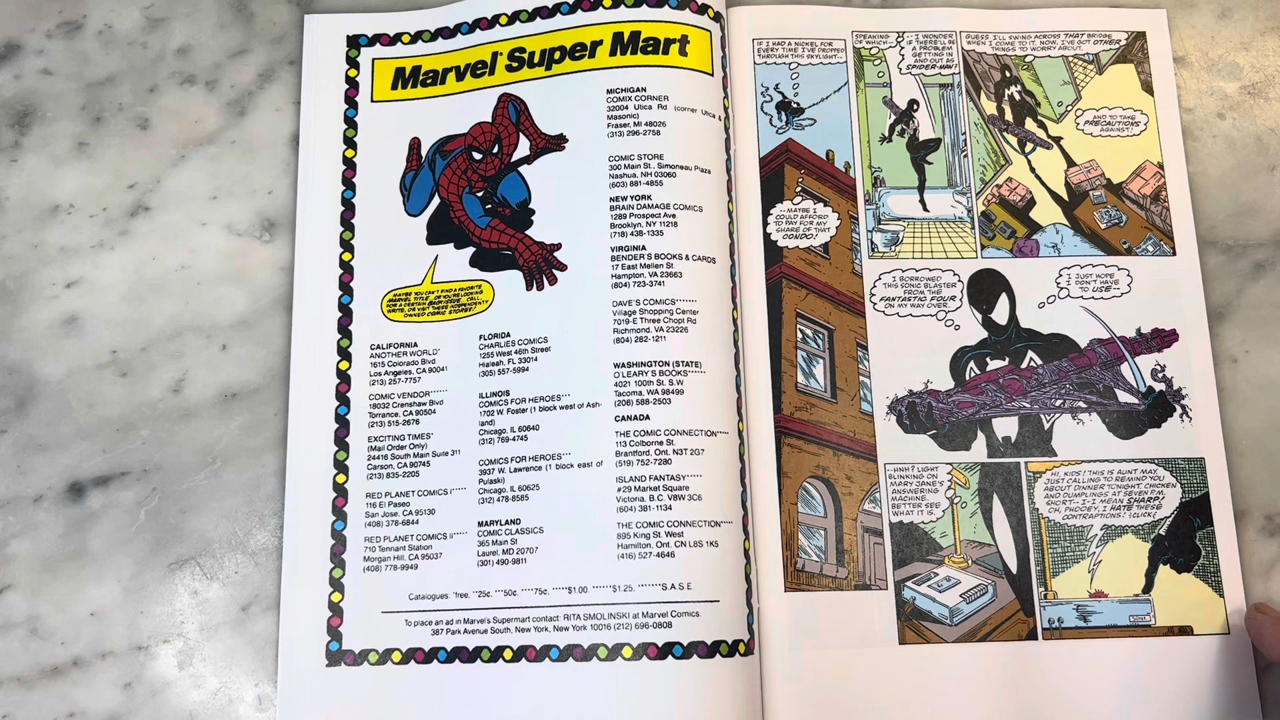 Marvel Super Mart
MAYBE YOU CAN'T FIND A FAVORITE
MARVEL TITLE, OR YOU'RE LOOKING
FOR A CERTAIN BACK ISSUE. CALL,
WRITE, OR VISIT THESE INDEPENDENTLY
OWNED COMIC STORES!
CALIFORNIA
ANOTHER WORLD*
1615 Colorado Blvd
Los Angeles, CA 90041
(213) 257-7757
COMIC VENDOR******
18032 Crenshaw Blvd
Torrance, CA 90504
(213) 515-2676
EXCITING TIMES*
(Mail Order Only)
24416 South Main Suite 311
Carson, CA 90745
(213) 835-2205
RED PLANET COMICS I*****
116 El Paseo
San Jose, CA 95130
(408) 378-6844
RED PLANET COMICS II*****
710 Tennant Station
Morgan Hill, CA 95037
(408) 778-9949
FLORIDA
CHARLIES COMICS
1255 West 46th Street
Hialeah, FL 33014
(305) 557-5994
ILLINOIS
COMICS FOR HEROES***
1702 W. Foster (1 block west of Ash-
land)
Chicago, IL 60640
(312) 769-4745
COMICS FOR HEROES***
3937 W. Lawrence (1 block east of
Pulaski)
Chicago, IL 60625
(312) 478-8585
MARYLAND
COMIC CLASSICS
365 Main St
Laurel, MD 20707
(301) 490-9811
MICHIGAN
COMIX CORNER
32004 Utica Rd. (corner Utica &
Masonic)
Fraser, MI 48026
(313) 296-2758
COMIC STORE
300 Main St., Simoneau Plaza
Nashua, NH 03060
(603) 881-4855
NEW YORK
BRAIN DAMAGE COMICS
1289 Prospect Ave.
Brooklyn, NY 11218
(718) 438-1335
VIRGINIA
BENDER'S BOOKS & CARDS
17 East Mellen St.
Hampton, VA 23663
(804) 723-3741
DAVE'S COMICS*******
Village Shopping Center
7019-E Three Chopt Rd
Richmond, VA 23226
(804) 282-1211
WASHINGTON (STATE)
O'LEARY'S BOOKS******
4021 100th St. S.W
Tacoma, WA 98499
(206) 588-2503
CANADA
THE COMIC CONNECTION*****
113 Colborne St.
Brantford, Ont. N3T 2G7
(519) 752-7280
ISLAND FANTASY*****
#29 Market Square
Victoria, B.C. V8W 3C6
(604) 381-1134
THE COMIC CONNECTION*****
895 King St. West
Hamilton, Ont. CN L8S 1K5
(416) 527-4646
Catalogues: *free. **25¢. ***50¢. ****75¢. *****$1.00. ******$1.25. *******S.A.S.E.
To place an ad in Marvel's Supermart contact: RITA SMOLINSKI at Marvel Comics.
387 Park Avenue South, New York, New York 10016 (212) 696-0808
IF I HAD A NICKEL FOR
EVERY TIME I'VE DROPPED
THROUGH THIS SKYLIGHT--
--MAYBE I
COULD AFFORD
TO PAY FOR MY
SHARE OF THAT
CONDO!
SPEAKING
OF WHICH--
--I WONDER
IF THERE'LL BE
A PROBLEM
GETTING IN
AND OUT AS
SPIDER-MAN?
GUESS I'LL SWING ACROSS THAT BRIDGE
WHEN I COME TO IT. NOW, I'VE GOT OTHER
THINGS TO WORRY ABOUT.
AND TO TAKE
PRECAUTIONS
AGAINST!
I BORROWED
THIS SONIC BLASTER
FROM THE
FANTASTIC FOUR
ON MY WAY OVER.
I JUST HOPE
I DON'T HAVE
TO USE--
--HNH? LIGHT
BLINKING ON
MARY JANE'S
ANSWERING
MACHINE.
BETTER SEE
WHAT IT IS.
HI, KIDS! THIS IS AUNT MAY,
JUST CALLING TO REMIND YOU
ABOUT DINNER TONIGHT. CHICKEN
AND DUMPLINGS AT SEVEN P.M.
SHORT--I-I MEAN SHARP!
OH, PHOOEY, I HATE THESE
CONTRAPTIONS! :CLICK: